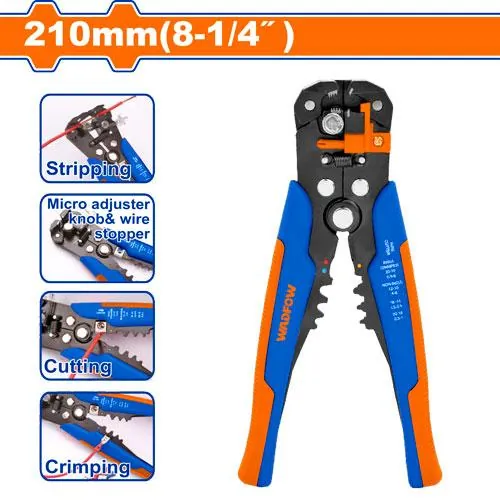 210mm(8-1/4″ )
Stripping
Micro adjuster
knob& wire
stopper
Cutting
Crimping
WADFOW